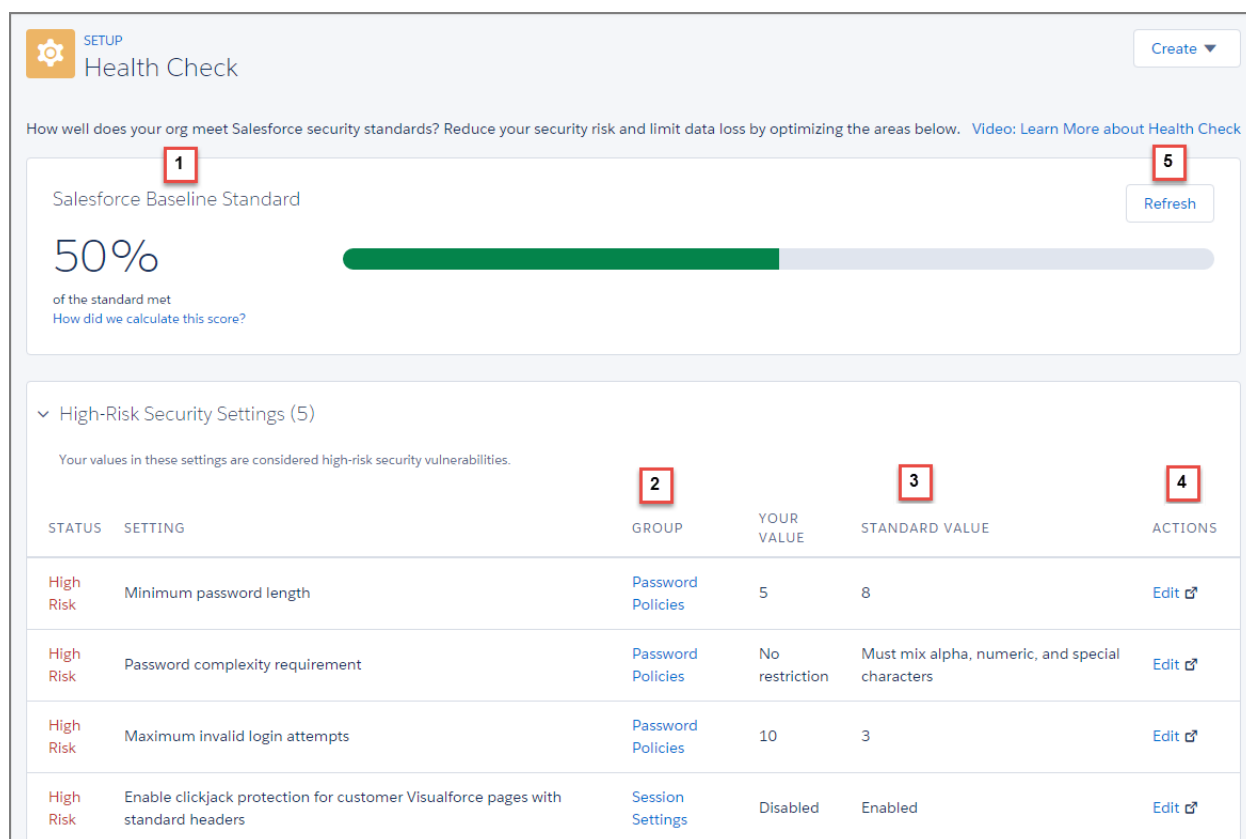 SETUP
Health Check
Create
How well does your org meet Salesforce security standards? Reduce your security risk and limit data loss by optimizing the areas below. Video: Learn More about Health Check
1
5
Salesforce Baseline Standard
Refresh
50%
of the standard met
How did we calculate this score?
High-Risk Security Settings (5)
Your values in these settings are considered high-risk security vulnerabilities.
2
3
4
STATUS SETTING GROUP YOUR VALUE STANDARD VALUE ACTIONS
High Risk Minimum password length Password Policies 5 8 Edit
High Risk Password complexity requirement Password Policies No restriction Must mix alpha, numeric, and special characters Edit
High Risk Maximum invalid login attempts Password Policies 10 3 Edit
High Risk Enable clickjack protection for customer Visualforce pages with standard headers Session Settings Disabled Enabled Edit